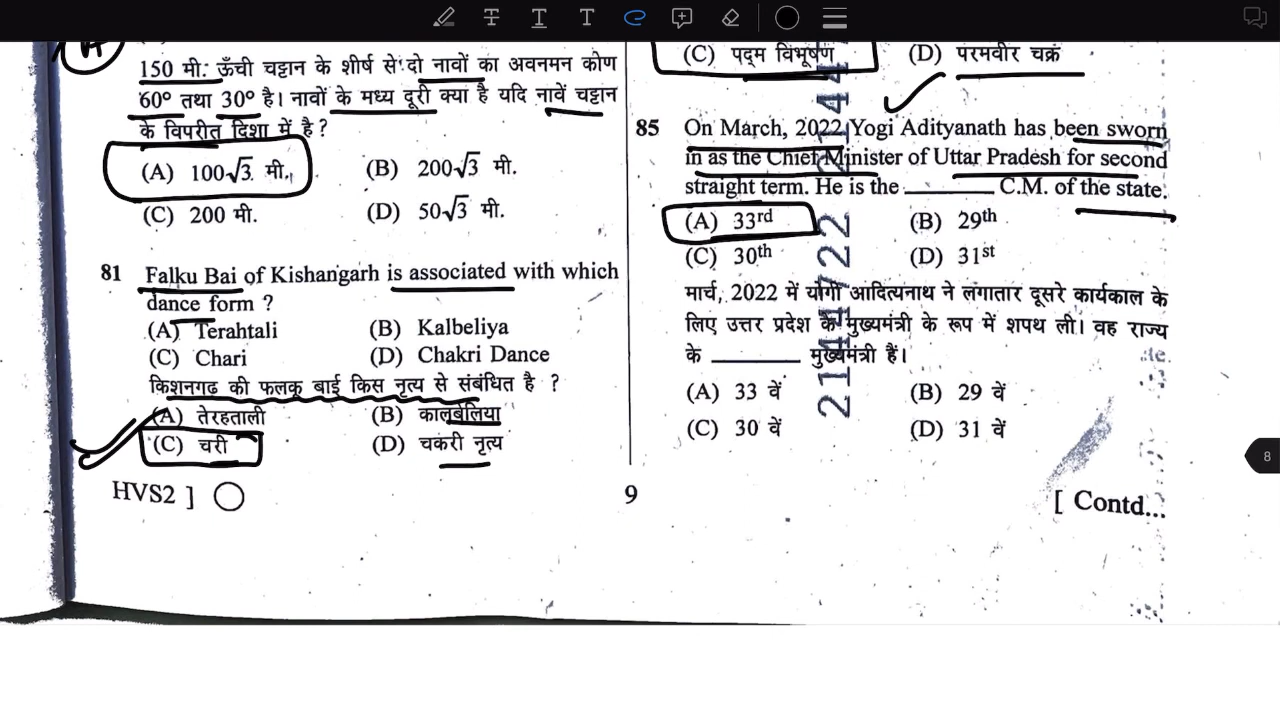 150 मी. ऊँची चट्टान के शीर्ष से दो नावों का अवनमन कोण
60° तथा 30° है। नावों के मध्य दूरी क्या है यदि नावें चट्टान
के विपरीत दिशा में है ?
(A) 100√3 मी.
(B) 200√3 मी.
(C) 200 मी.
(D) 50√3 मी.
81 Falku Bai of Kishangarh is associated with which
dance form ?
(A) Terahtali
(B) Kalbeliya
(C) Chari
(D) Chakri Dance
किशनगढ की फलकू बाई किस नृत्य से संबंधित है ?
(A) तेरहताली
(B) कालबेलिया
(C) चरी
(D) चकरी नृत्य
HVS2 ]
9
(C) पद्म विभूषण
(D) परमवीर चक्र
85 On March, 2022 Yogi Adityanath has been sworn
in as the Chief Minister of Uttar Pradesh for second
straight term. He is the ________ C.M. of the state.
(A) 33rd
(B) 29th
(C) 30th
(D) 31st
मार्च, 2022 में योगी आदित्यनाथ ने लगातार दूसरे कार्यकाल के
लिए उत्तर प्रदेश के मुख्यमंत्री के रूप में शपथ ली। वह राज्य
के ________ मुख्यमंत्री हैं।
(A) 33 वें
(B) 29 वें
(C) 30 वें
(D) 31 वें
[ Contd...
8